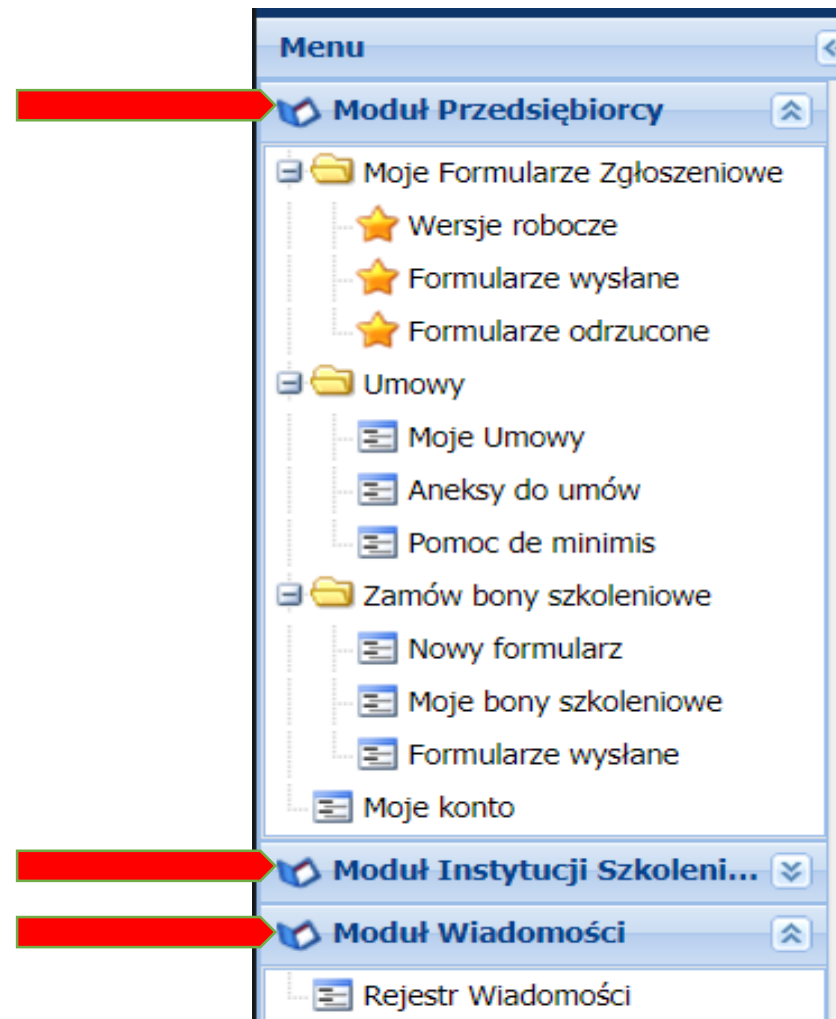 Menu
Moduł Przedsiębiorcy
Moje Formularze Zgłoszeniowe
Wersje robocze
Formularze wysłane
Formularze odrzucone
Umowy
Moje Umowy
Aneksy do umów
Pomoc de minimis
Zamów bony szkoleniowe
Nowy formularz
Moje bony szkoleniowe
Formularze wysłane
Moje konto
Moduł Instytucji Szkoleni...
Moduł Wiadomości
Rejestr Wiadomości